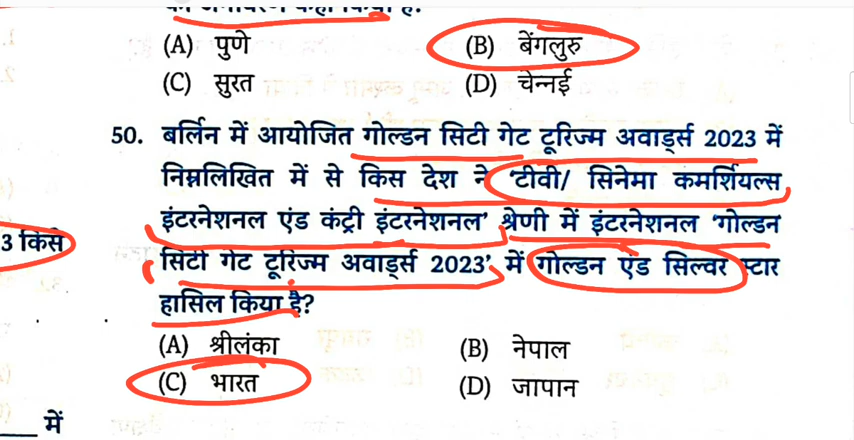 (A) पुणे (B) बेंगलुरु
(C) सुरत (D) चेन्नई
50. बर्लिन में आयोजित गोल्डन सिटी गेट टूरिज्म अवार्ड्स 2023 में
निम्नलिखित में से किस देश ने 'टीवी/ सिनेमा कमर्शियल्स
इंटरनेशनल एंड कंट्री इंटरनेशनल' श्रेणी में इंटरनेशनल 'गोल्डन
3 किसे
सिटी गेट टूरिज्म अवार्ड्स 2023' में गोल्डन एंड सिल्वर स्टार
हासिल किया है?
(A) श्रीलंका (B) नेपाल
(C) भारत (D) जापान
में